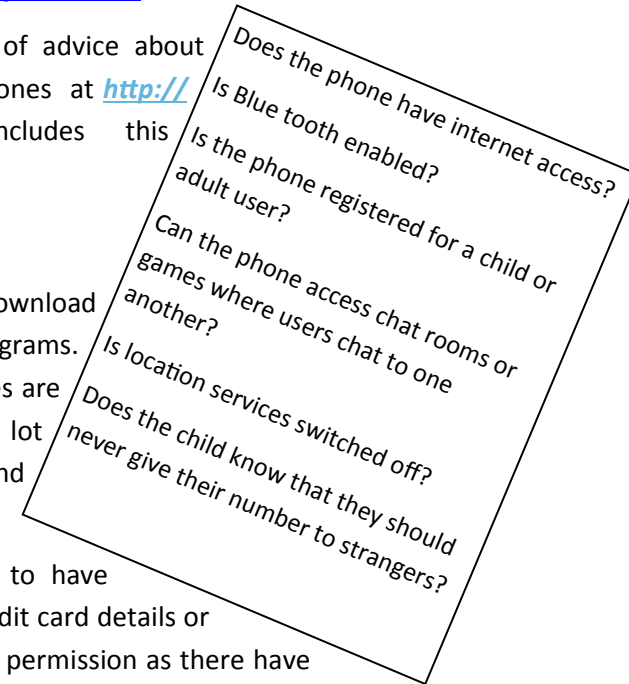 of advice about
ones at http://
ncludes this
ownload
grams.
es are
lot
nd
to have
edit card details or
permission as there have
Does the phone have internet access?
Is Blue tooth enabled?
Is the phone registered for a child or
adult user?
Can the phone access chat rooms or
games where users chat to one
another?
Is location services switched off?
Does the child know that they should
never give their number to strangers?